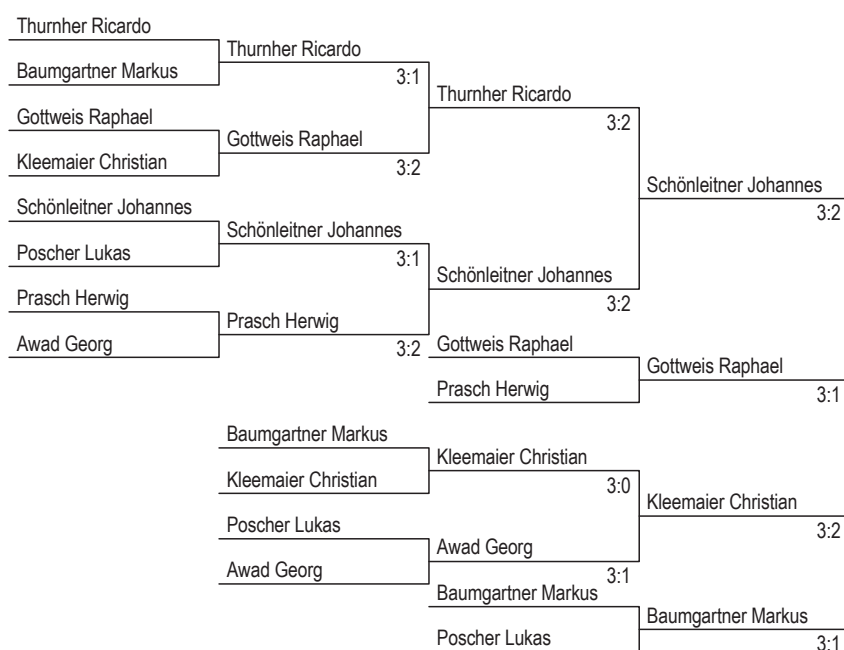 Thurnher Ricardo
Thurnher Ricardo
Baumgartner Markus
3:1
Thurnher Ricardo
Gottweis Raphael
3:2
Gottweis Raphael
Kleemaier Christian
3:2
Schönleitner Johannes
Schönleitner Johannes
3:2
Schönleitner Johannes
Poscher Lukas
3:1
Schönleitner Johannes
Prasch Herwig
3:2
Prasch Herwig
Awad Georg
3:2
Gottweis Raphael
Gottweis Raphael
Prasch Herwig
3:1
Baumgartner Markus
Kleemaier Christian
Kleemaier Christian
3:0
Kleemaier Christian
Poscher Lukas
3:2
Awad Georg
Awad Georg
3:1
Baumgartner Markus
Baumgartner Markus
Poscher Lukas
3:1